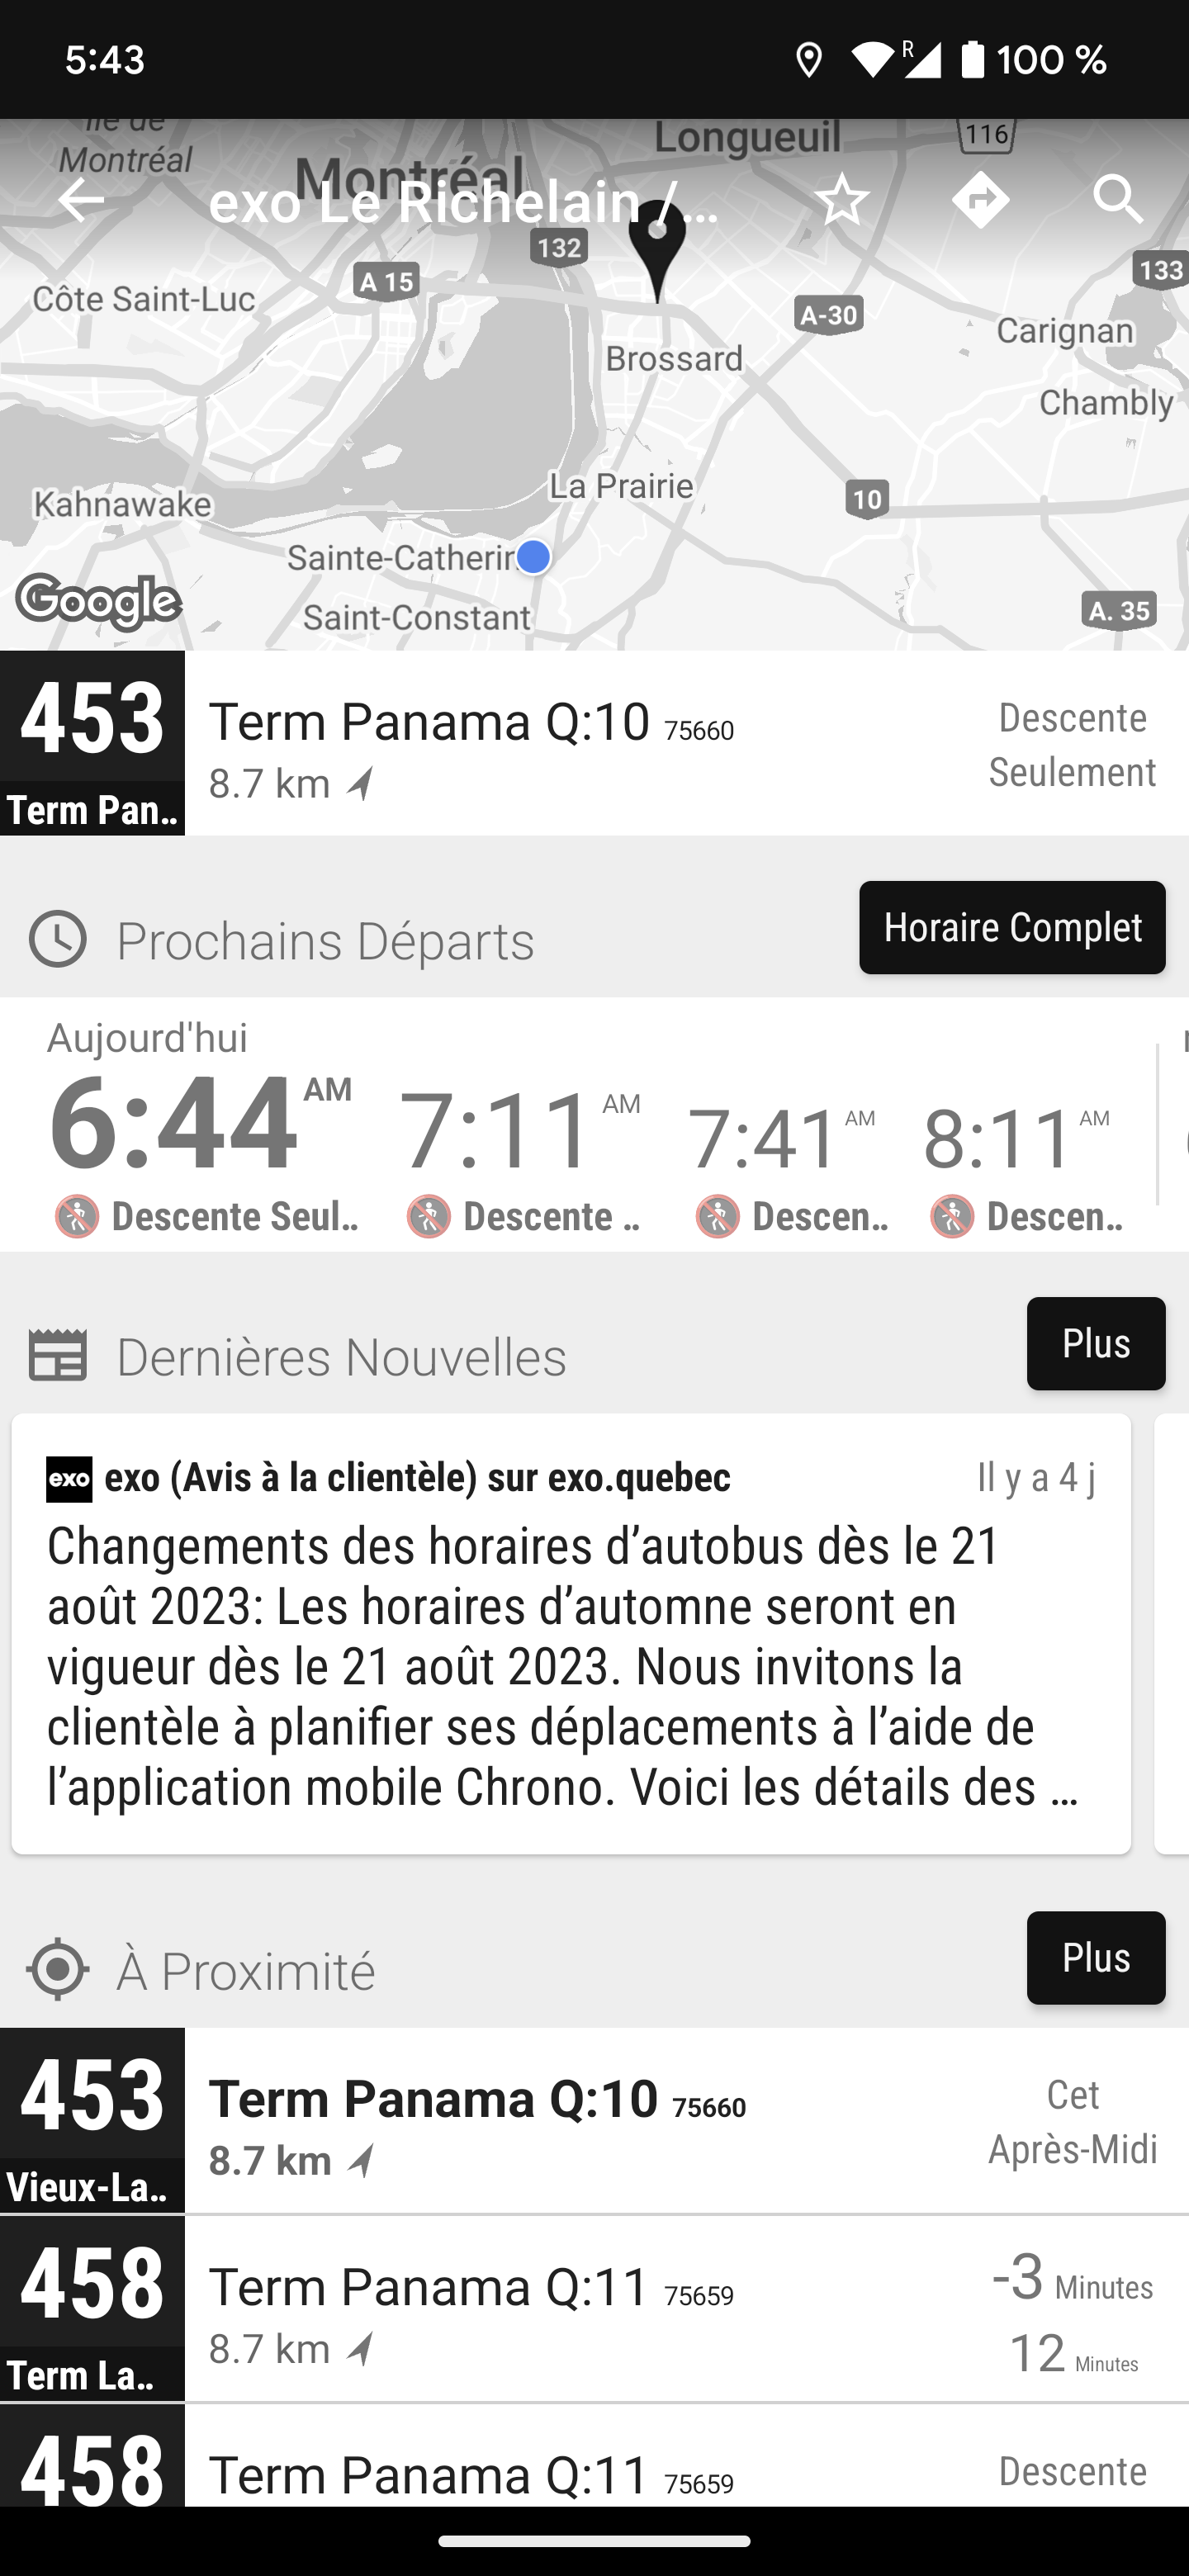 5:43
R
100 %
Île de
Montréal
Montréal
Longueuil
116
exo Le Richelain /…
132
A 15
133
Côte Saint-Luc
A-30
Carignan
Brossard
Chambly
La Prairie
10
Kahnawake
Sainte-Catherin
Google
Saint-Constant
A. 35
453
Term Panama Q:10 75660
Descente
Seulement
8.7 km
Term Pan..
Prochains Départs
Horaire Complet
Aujourd'hui
6:44 AM
7:11 AM
7:41 AM
8:11 AM
Descente Seul..
Descente ..
Descen..
Descen..
Dernières Nouvelles
Plus
exo
exo (Avis à la clientèle) sur exo.quebec
Il y a 4 j
Changements des horaires d’autobus dès le 21
août 2023: Les horaires d’automne seront en
vigueur dès le 21 août 2023. Nous invitons la
clientèle à planifier ses déplacements à l’aide de
l’application mobile Chrono. Voici les détails des …
À Proximité
Plus
453
Term Panama Q:10 75660
Cet
Après-Midi
8.7 km
Vieux-La..
458
Term Panama Q:11 75659
-3 Minutes
8.7 km
12 Minutes
Term La..
458
Term Panama Q:11 75659
Descente